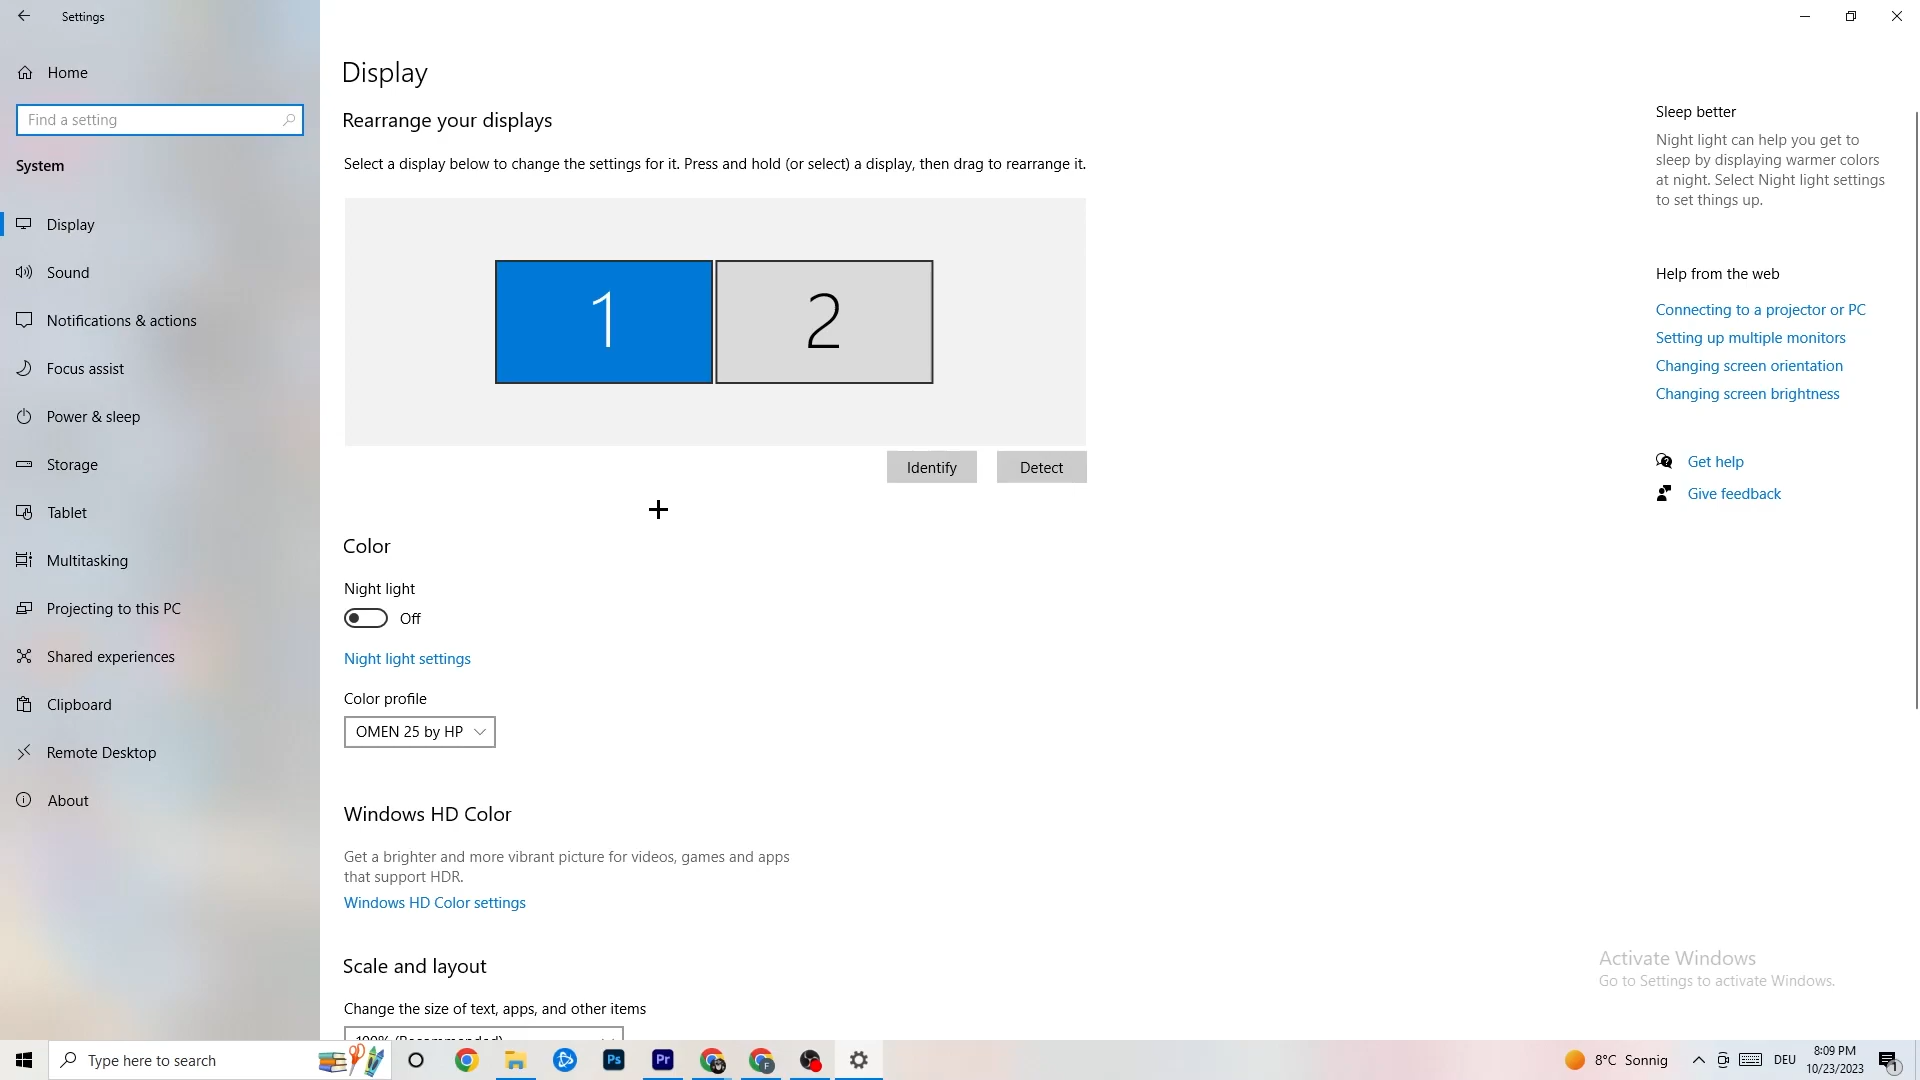 Settings
Home
Find a setting
System
Display
Sound
Notifications & actions
Focus assist
Power & sleep
Storage
Tablet
Multitasking
Projecting to this PC
Shared experiences
Clipboard
Remote Desktop
About
Display
Rearrange your displays
Select a display below to change the settings for it. Press and hold (or select) a display, then drag to rearrange it.
1
2
Identify
Detect
Color
Night light
Off
Night light settings
Color profile
OMEN 25 by HP
Windows HD Color
Get a brighter and more vibrant picture for videos, games and apps
that support HDR.
Windows HD Color settings
Scale and layout
Change the size of text, apps, and other items
100% (Recommended)
Sleep better
Night light can help you get to
sleep by displaying warmer colors
at night. Select Night light settings
to set things up.
Help from the web
Connecting to a projector or PC
Setting up multiple monitors
Changing screen orientation
Changing screen brightness
Get help
Give feedback
Activate Windows
Go to Settings to activate Windows.
Type here to search
Ps
Pr
F
8°C Sonnig
DEU
8:09 PM
10/23/2023
1